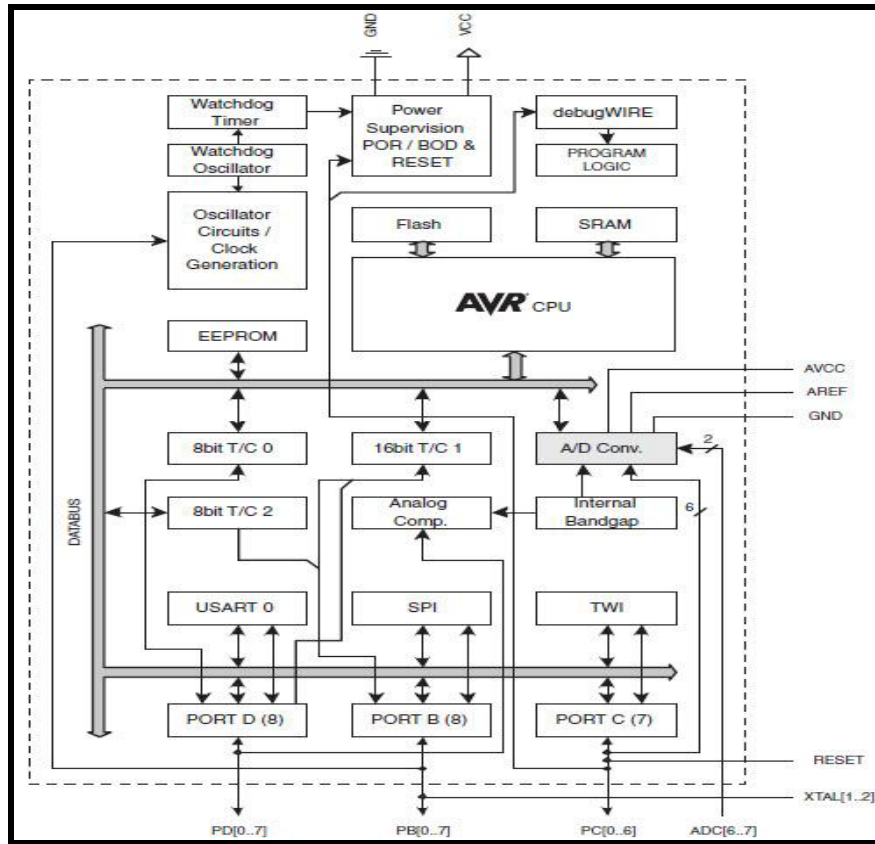 GND
VCC
Watchdog
Timer
Watchdog
Oscillator
Oscillator
Circuits /
Clock
Generation
Power
Supervision
POR / BOD &
RESET
debugWIRE
PROGRAM
LOGIC
Flash
SRAM
AVR CPU
EEPROM
AVCC
AREF
GND
8bit T/C 0
16bit T/C 1
A/D Conv.
2
8bit T/C 2
Analog
Comp.
Internal
Bandgap
6
DATABUS
USART 0
SPI
TWI
PORT D (8)
PORT B (8)
PORT C (7)
RESET
XTAL[1..2]
PD[0..7]
PB[0..7]
PC[0..6]
ADC[6..7]